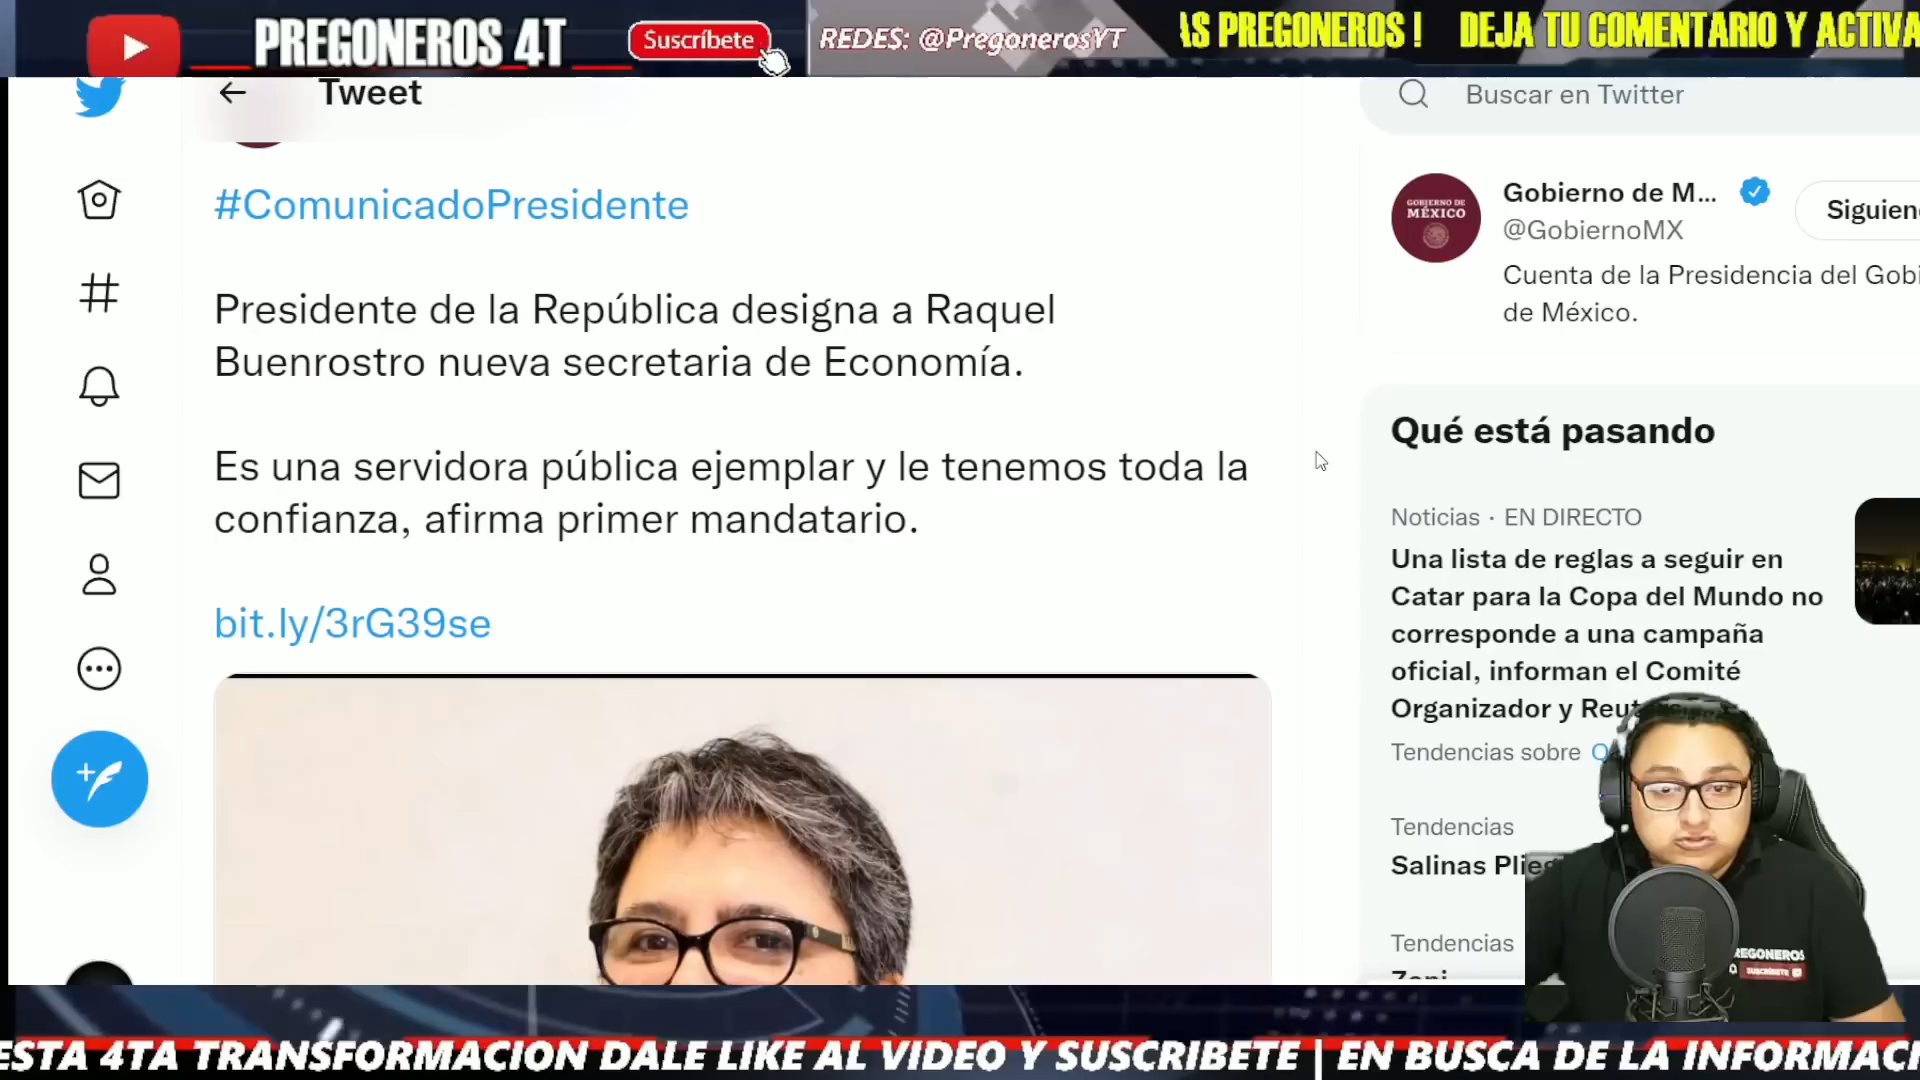 PREGONEROS 4T
Suscríbete
REDES: @PregonerosYT
AS PREGONEROS ! DEJA TU COMENTARIO Y ACTIVA
Tweet
Buscar en Twitter
#ComunicadoPresidente
Presidente de la República designa a Raquel
Buenrostro nueva secretaria de Economía.
Es una servidora pública ejemplar y le tenemos toda la
confianza, afirma primer mandatario.
bit.ly/3rG39se
GOBIERNO DE
MÉXICO
Gobierno de M...
@GobiernoMX
Siguien
Cuenta de la Presidencia del Gobi
de México.
Qué está pasando
Noticias · EN DIRECTO
Una lista de reglas a seguir en
Catar para la Copa del Mundo no
corresponde a una campaña
oficial, informan el Comité
Organizador y Reut
Tendencias sobre
Tendencias
Salinas Plieg
Tendencias
REGONEROS
SUSCRIBETE
ESTA 4TA TRANSFORMACION DALE LIKE AL VIDEO Y SUSCRIBETE | EN BUSCA DE LA INFORMAC